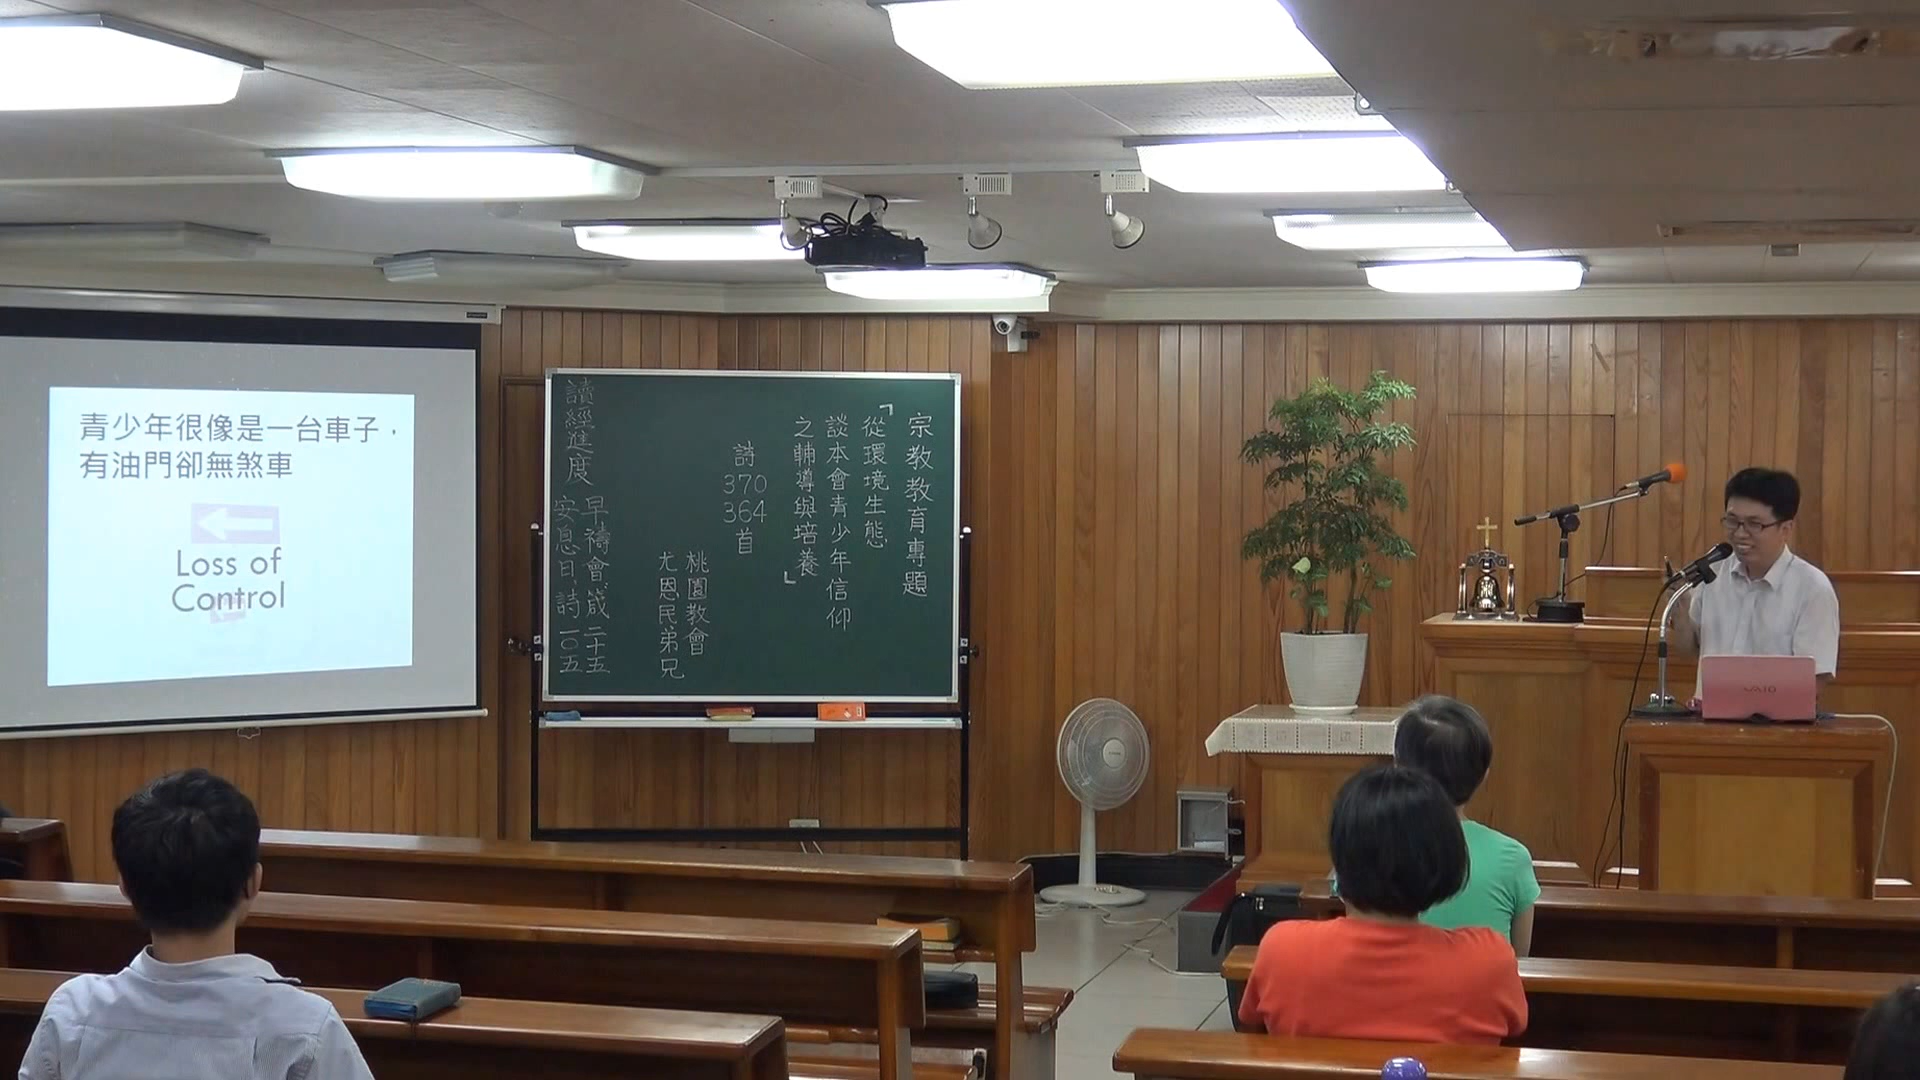 青少年很像是一台車子，
有油門卻無煞車
Loss of
Control
宗教教育專題
「從環境生態
談本會青少年信仰
之輔導與培養」
詩
370
364
首
桃園教會
尤恩民弟兄
讀經進度
早禱會、箴二十五
安息日、詩一〇五
VAIO